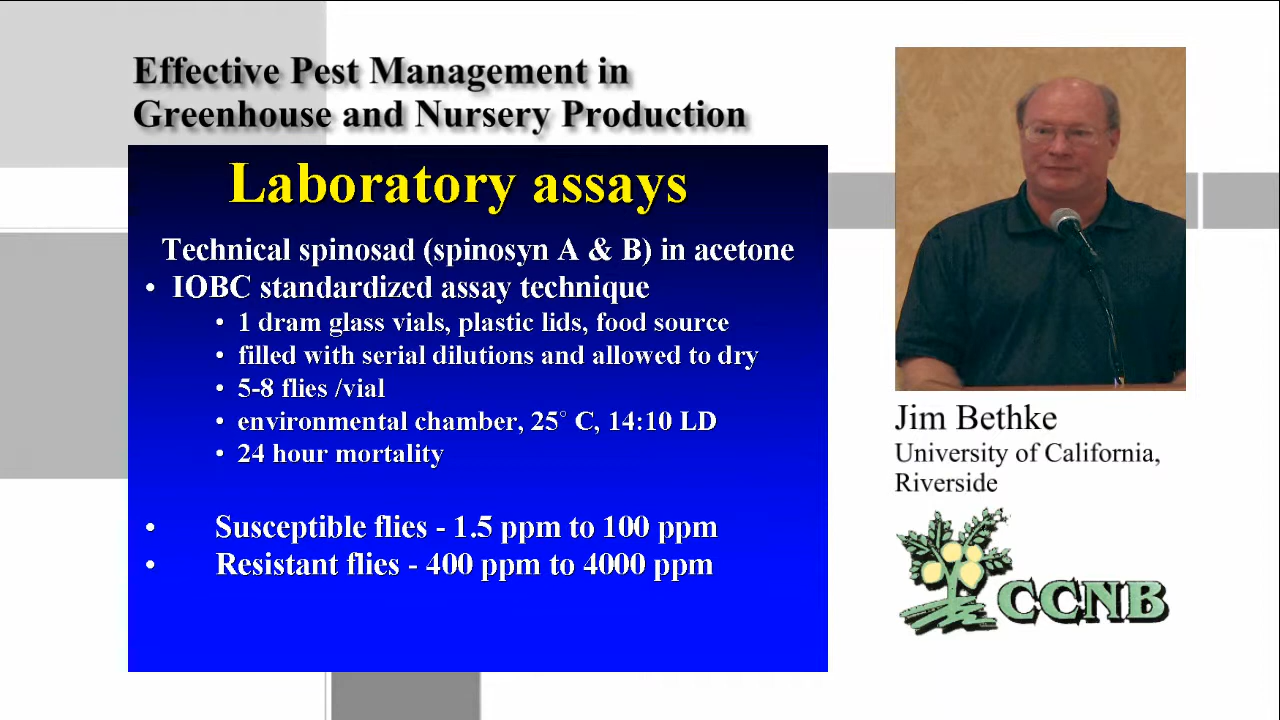 Effective Pest Management in
Greenhouse and Nursery Production
Laboratory assays
Technical spinosad (spinosyn A & B) in acetone
• IOBC standardized assay technique
• 1 dram glass vials, plastic lids, food source
• filled with serial dilutions and allowed to dry
• 5-8 flies /vial
• environmental chamber, 25° C, 14:10 LD
• 24 hour mortality
• Susceptible flies - 1.5 ppm to 100 ppm
• Resistant flies - 400 ppm to 4000 ppm
Jim Bethke
University of California,
Riverside
CCNB